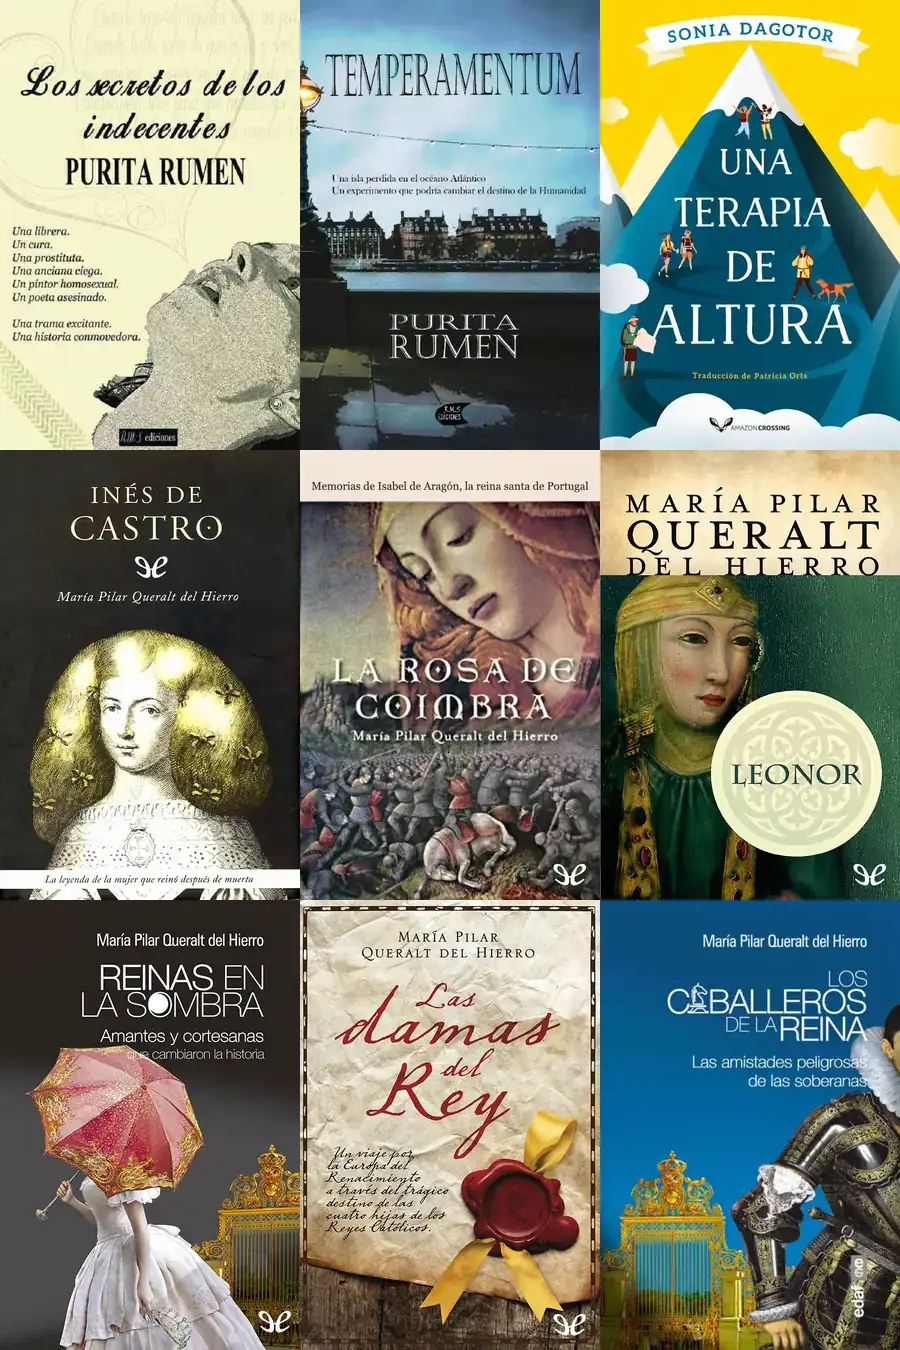 Los secretos de los
indecentes
PURITA RUMEN
Una librera.
Un cura.
Una prostituta.
Una anciana ciega.
Un pintor homosexual.
Un poeta asesinado.
Una trama excitante.
Una historia conmovedora.
R.M.S ediciones
TEMPERAMENTUM
Una isla perdida en el océano Atlántico
Un experimento que podría cambiar el destino de la Humanidad
PURITA
RUMEN
R.M.S
EDICIONES
SONIA DAGOTOR
UNA
TERAPIA
DE
ALTURA
Traducción de Patricia Orts
AMAZONCROSSING
INÉS DE
CASTRO
María Pilar Queralt del Hierro
La leyenda de la mujer que reinó después de muerta
Memorias de Isabel de Aragón, la reina santa de Portugal
LA ROSA DE
COIMBRA
María Pilar Queralt del Hierro
MARÍA PILAR
QUERALT
DEL HIERRO
LEONOR
María Pilar Queralt del Hierro
REINAS EN
LA SOMBRA
Amantes y cortesanas
que cambiaron la historia
MARÍA PILAR
QUERALT DEL HIERRO
Las
damas
del
Rey
Un viaje por
la Europa del
Renacimiento
a través del trágico
destino de las
cuatro hijas de los
Reyes Católicos.
María Pilar Queralt del Hierro
LOS
CABALLEROS
DE LA REINA
Las amistades peligrosas
de las soberanas
edaf